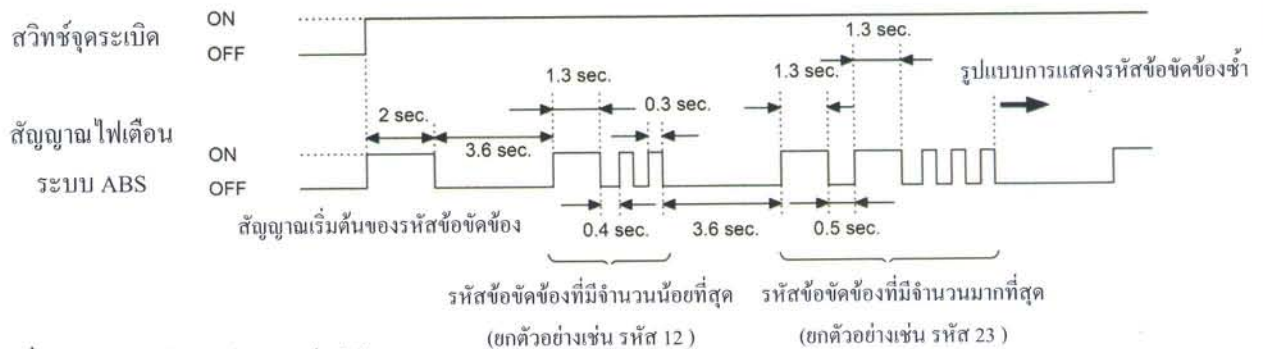 สวิทช์จุดระเบิด
ON
OFF
1.3 sec.
1.3 sec.
1.3 sec.
รูปแบบการแสดงรหัสข้อขัดข้องซ้ำ
0.3 sec.
2 sec.
3.6 sec.
สัญญาณไฟเตือน
ระบบ ABS
ON
OFF
สัญญาณเริ่มต้นของรหัสข้อขัดข้อง
0.4 sec.
3.6 sec.
0.5 sec.
รหัสข้อขัดข้องที่มีจำนวนน้อยที่สุด
(ยกตัวอย่างเช่น รหัส 12 )
รหัสข้อขัดข้องที่มีจำนวนมากที่สุด
(ยกตัวอย่างเช่น รหัส 23 )